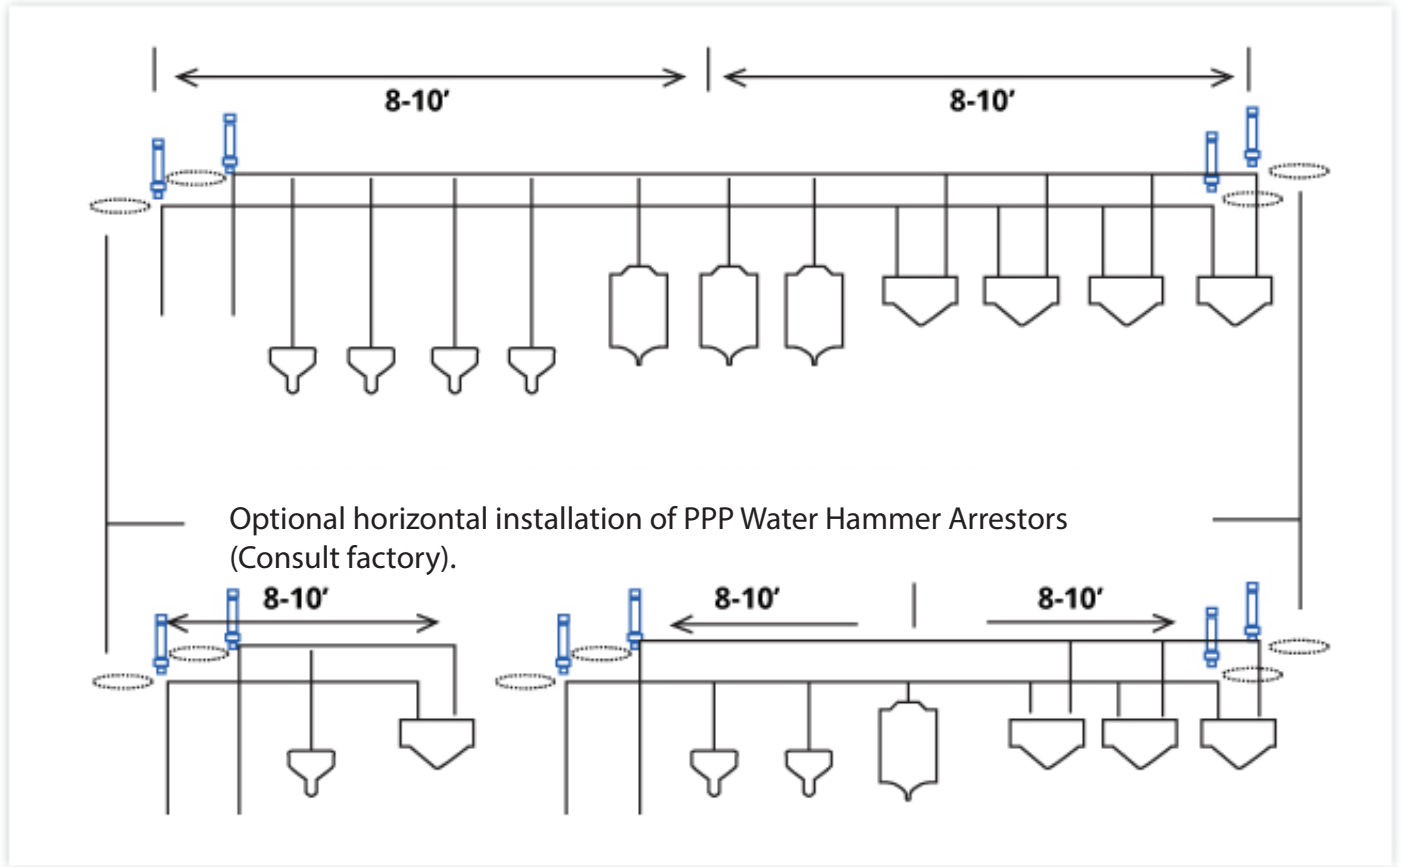 8-10’
8-10’
Optional horizontal installation of PPP Water Hammer Arrestors
(Consult factory).
8-10’
8-10’
8-10’